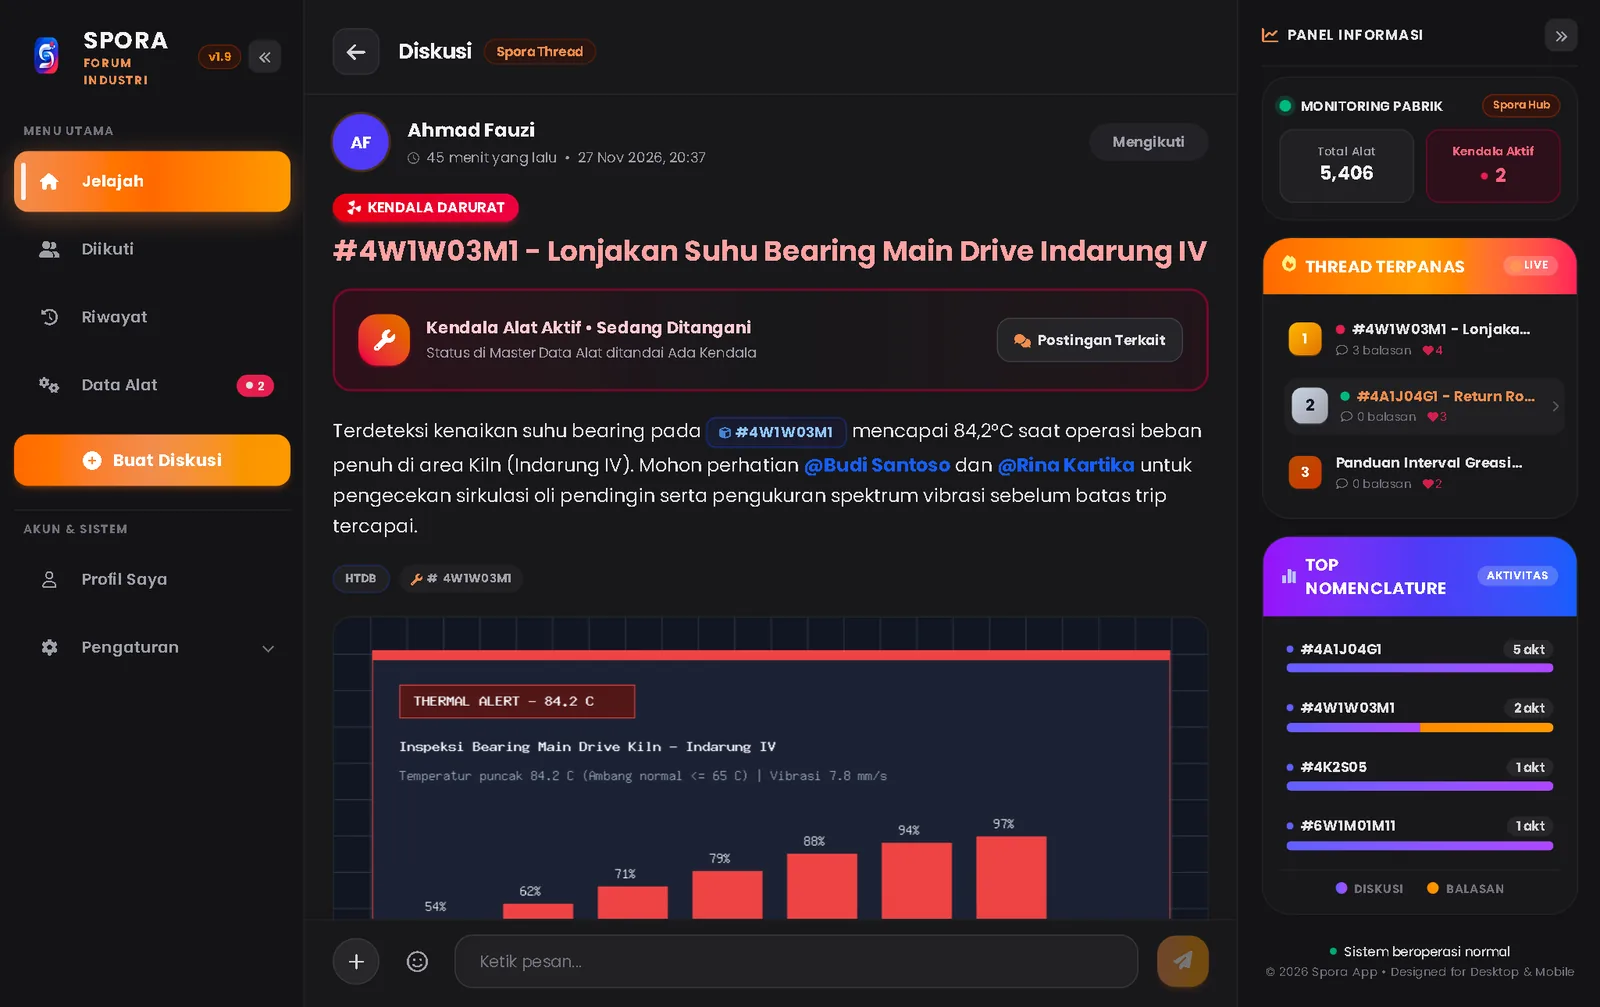 SPORA
FORUM
INDUSTRI
v1.9
MENU UTAMA
Jelajah
Diikuti
Riwayat
Data Alat
2
Buat Diskusi
AKUN & SISTEM
Profil Saya
Pengaturan
Diskusi
Spora Thread
AF
Ahmad Fauzi
45 menit yang lalu • 27 Nov 2026, 20:37
Mengikuti
KENDALA DARURAT
#4W1W03M1 - Lonjakan Suhu Bearing Main Drive Indarung IV
Kendala Alat Aktif • Sedang Ditangani
Status di Master Data Alat ditandai Ada Kendala
Postingan Terkait
Terdeteksi kenaikan suhu bearing pada #4W1W03M1 mencapai 84,2°C saat operasi beban
penuh di area Kiln (Indarung IV). Mohon perhatian @Budi Santoso dan @Rina Kartika untuk
pengecekan sirkulasi oli pendingin serta pengukuran spektrum vibrasi sebelum batas trip
tercapai.
HTDB
# 4W1W03M1
THERMAL ALERT - 84.2 C
Inspeksi Bearing Main Drive Kiln - Indarung IV
Temperatur puncak 84.2 C (Ambang normal <= 65 C) | Vibrasi 7.8 mm/s
54%
62%
71%
79%
88%
94%
97%
Ketik pesan...
PANEL INFORMASI
MONITORING PABRIK
Spora Hub
Total Alat
5,406
Kendala Aktif
2
THREAD TERPANAS
LIVE
1
#4W1W03M1 - Lonjaka...
3 balasan
4
2
#4A1J04G1 - Return Ro...
0 balasan
3
3
Panduan Interval Greasi...
0 balasan
2
TOP
NOMENCLATURE
AKTIVITAS
#4A1J04G1
5 akt
#4W1W03M1
2 akt
#4K2S05
1 akt
#6W1M01M11
1 akt
DISKUSI
BALASAN
Sistem beroperasi normal
© 2026 Spora App • Designed for Desktop & Mobile